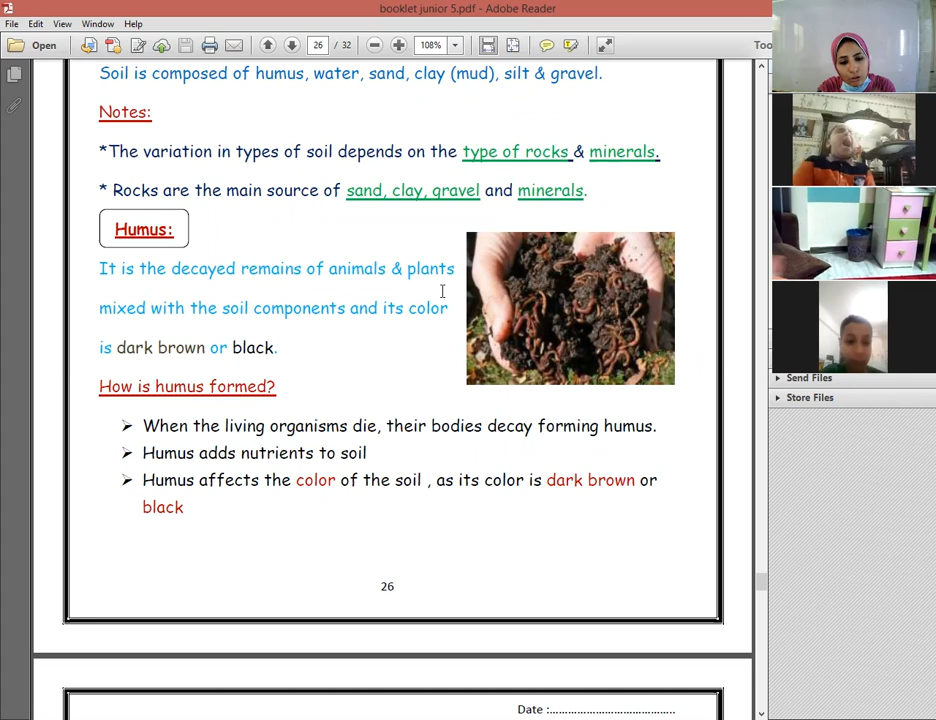 booklet junior 5.pdf - Adobe Reader
File Edit View Window Help
Open 26 / 32 108% Too
Soil is composed of humus, water, sand, clay (mud), silt & gravel.
Notes:
*The variation in types of soil depends on the type of rocks & minerals.
* Rocks are the main source of sand, clay, gravel and minerals.
Humus:
It is the decayed remains of animals & plants
mixed with the soil components and its color
is dark brown or black.
How is humus formed?
➢ When the living organisms die, their bodies decay forming humus.
➢ Humus adds nutrients to soil
➢ Humus affects the color of the soil , as its color is dark brown or
black
26
Date :.......................................
Send Files
Store Files